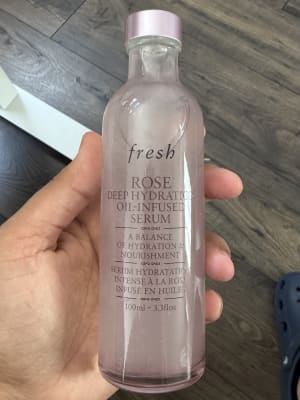 fresh
ROSE
DEEP HYDRATION
OIL-INFUSED
SERUM
A BALANCE
OF HYDRATION &
NOURISHMENT
SÉRUM HYDRATATION
INTENSE À LA ROSE
INFUSÉ EN HUILES
100ml - 3.3fl oz